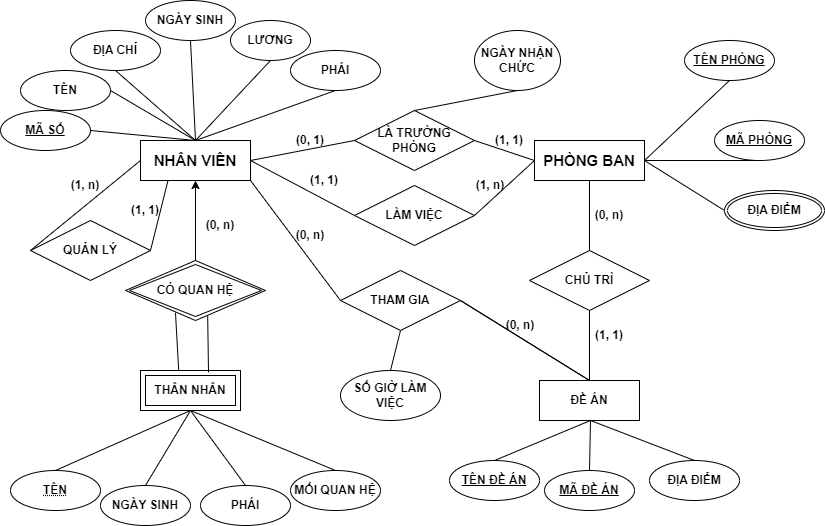 NGÀY SINH
ĐỊA CHỈ
LƯƠNG
NGÀY NHẬN
CHỨC
TÊN
PHÁI
TÊN PHÒNG
MÃ SỐ
NHÂN VIÊN
(0, 1)
LÀ TRƯỜNG
PHÒNG
(1, 1)
PHÒNG BAN
MÃ PHÒNG
(1, n)
(1, 1)
(1, 1)
LÀM VIỆC
(1, n)
ĐỊA ĐIỂM
(0, n)
(0, n)
(0, n)
QUẢN LÝ
CÓ QUAN HỆ
CHỦ TRÌ
THAM GIA
(0, n)
(1, 1)
THÂN NHÂN
SỐ GIỜ LÀM
VIỆC
ĐỀ ÁN
TÊN
NGÀY SINH
PHÁI
MỐI QUAN HỆ
TÊN ĐỀ ÁN
MÃ ĐỀ ÁN
ĐỊA ĐIỂM